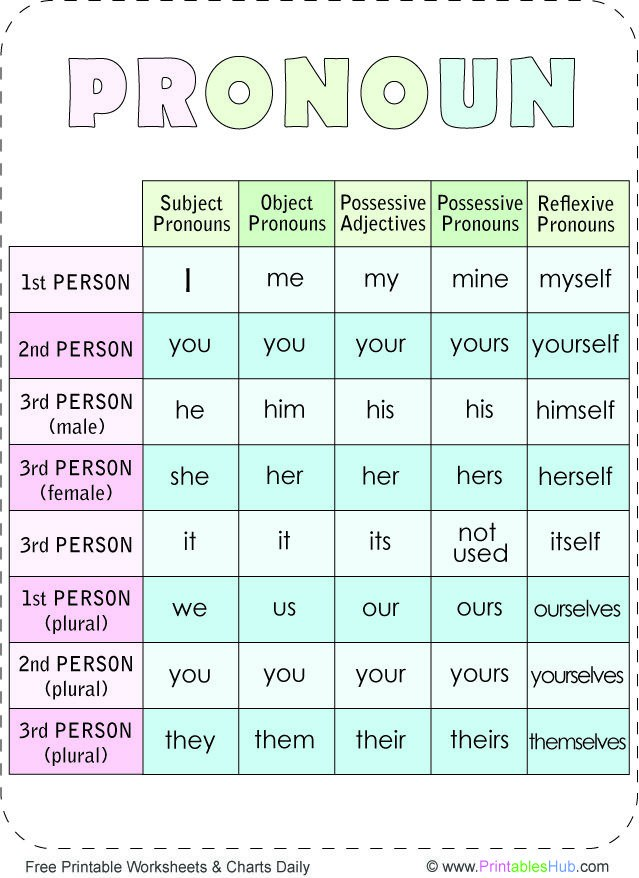 PRONOUN
Subject Pronouns Object Pronouns Possessive Adjectives Possessive Pronouns Reflexive Pronouns
1st PERSON I me my mine myself
2nd PERSON you you your yours yourself
3rd PERSON (male) he him his his himself
3rd PERSON (female) she her her hers herself
3rd PERSON it it its not used itself
1st PERSON (plural) we us our ours ourselves
2nd PERSON (plural) you you your yours yourselves
3rd PERSON (plural) they them their theirs themselves
Free Printable Worksheets & Charts Daily © www.PrintablesHub.com